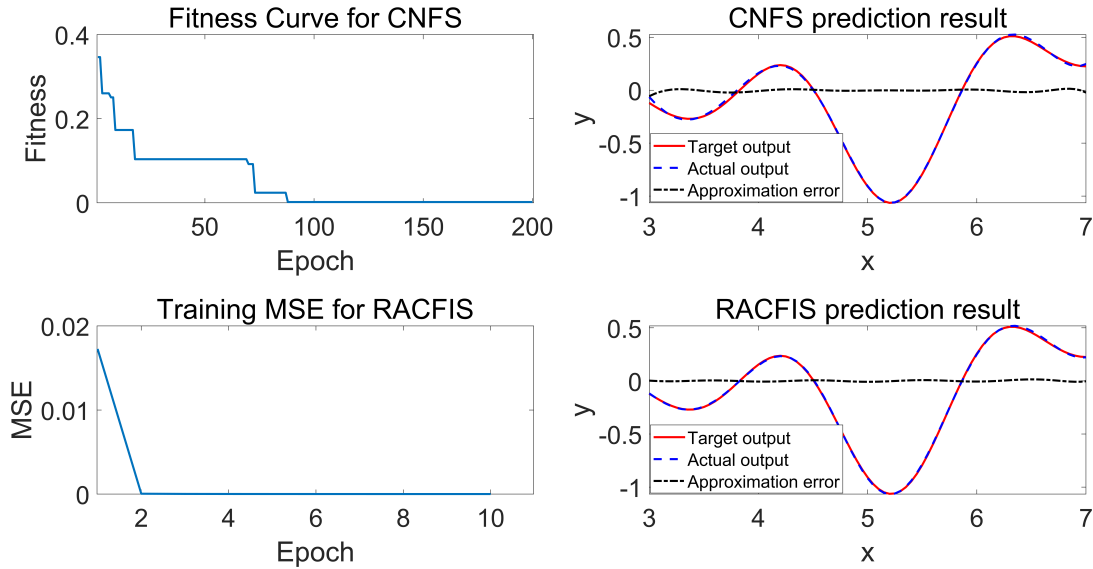 Fitness Curve for CNFS
0.4
0.2
0
Fitness
50
100
150
200
Epoch
CNFS prediction result
0.5
0
-0.5
-1
y
Target output
Actual output
Approximation error
3
4
5
6
7
x
Training MSE for RACFIS
0.02
0.01
0
MSE
2
4
6
8
10
Epoch
RACFIS prediction result
0.5
0
-0.5
-1
y
Target output
Actual output
Approximation error
3
4
5
6
7
x